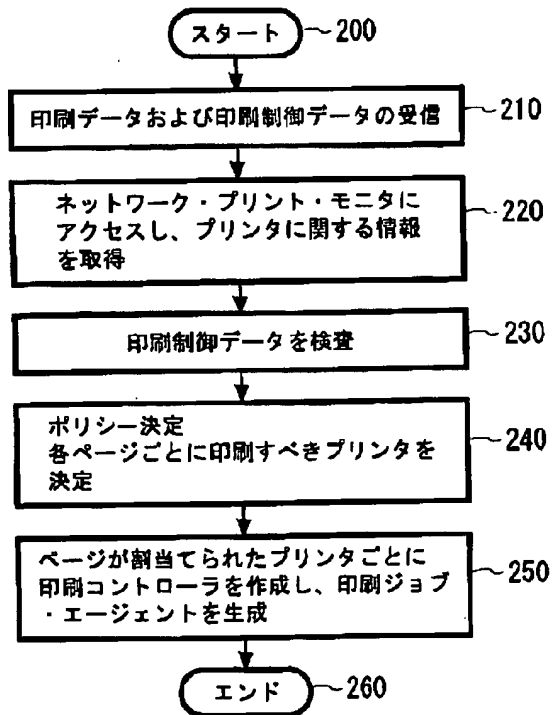 スタート 200
印刷データおよび印刷制御データの受信 210
ネットワーク・プリント・モニタに
アクセスし、プリンタに関する情報 220
を取得
印刷制御データを検査 230
ポリシー決定
各ページごとに印刷すべきプリンタを 240
決定
ページが割当てられたプリンタごとに
印刷コントローラを作成し、印刷ジョブ 250
・エージェントを生成
エンド 260